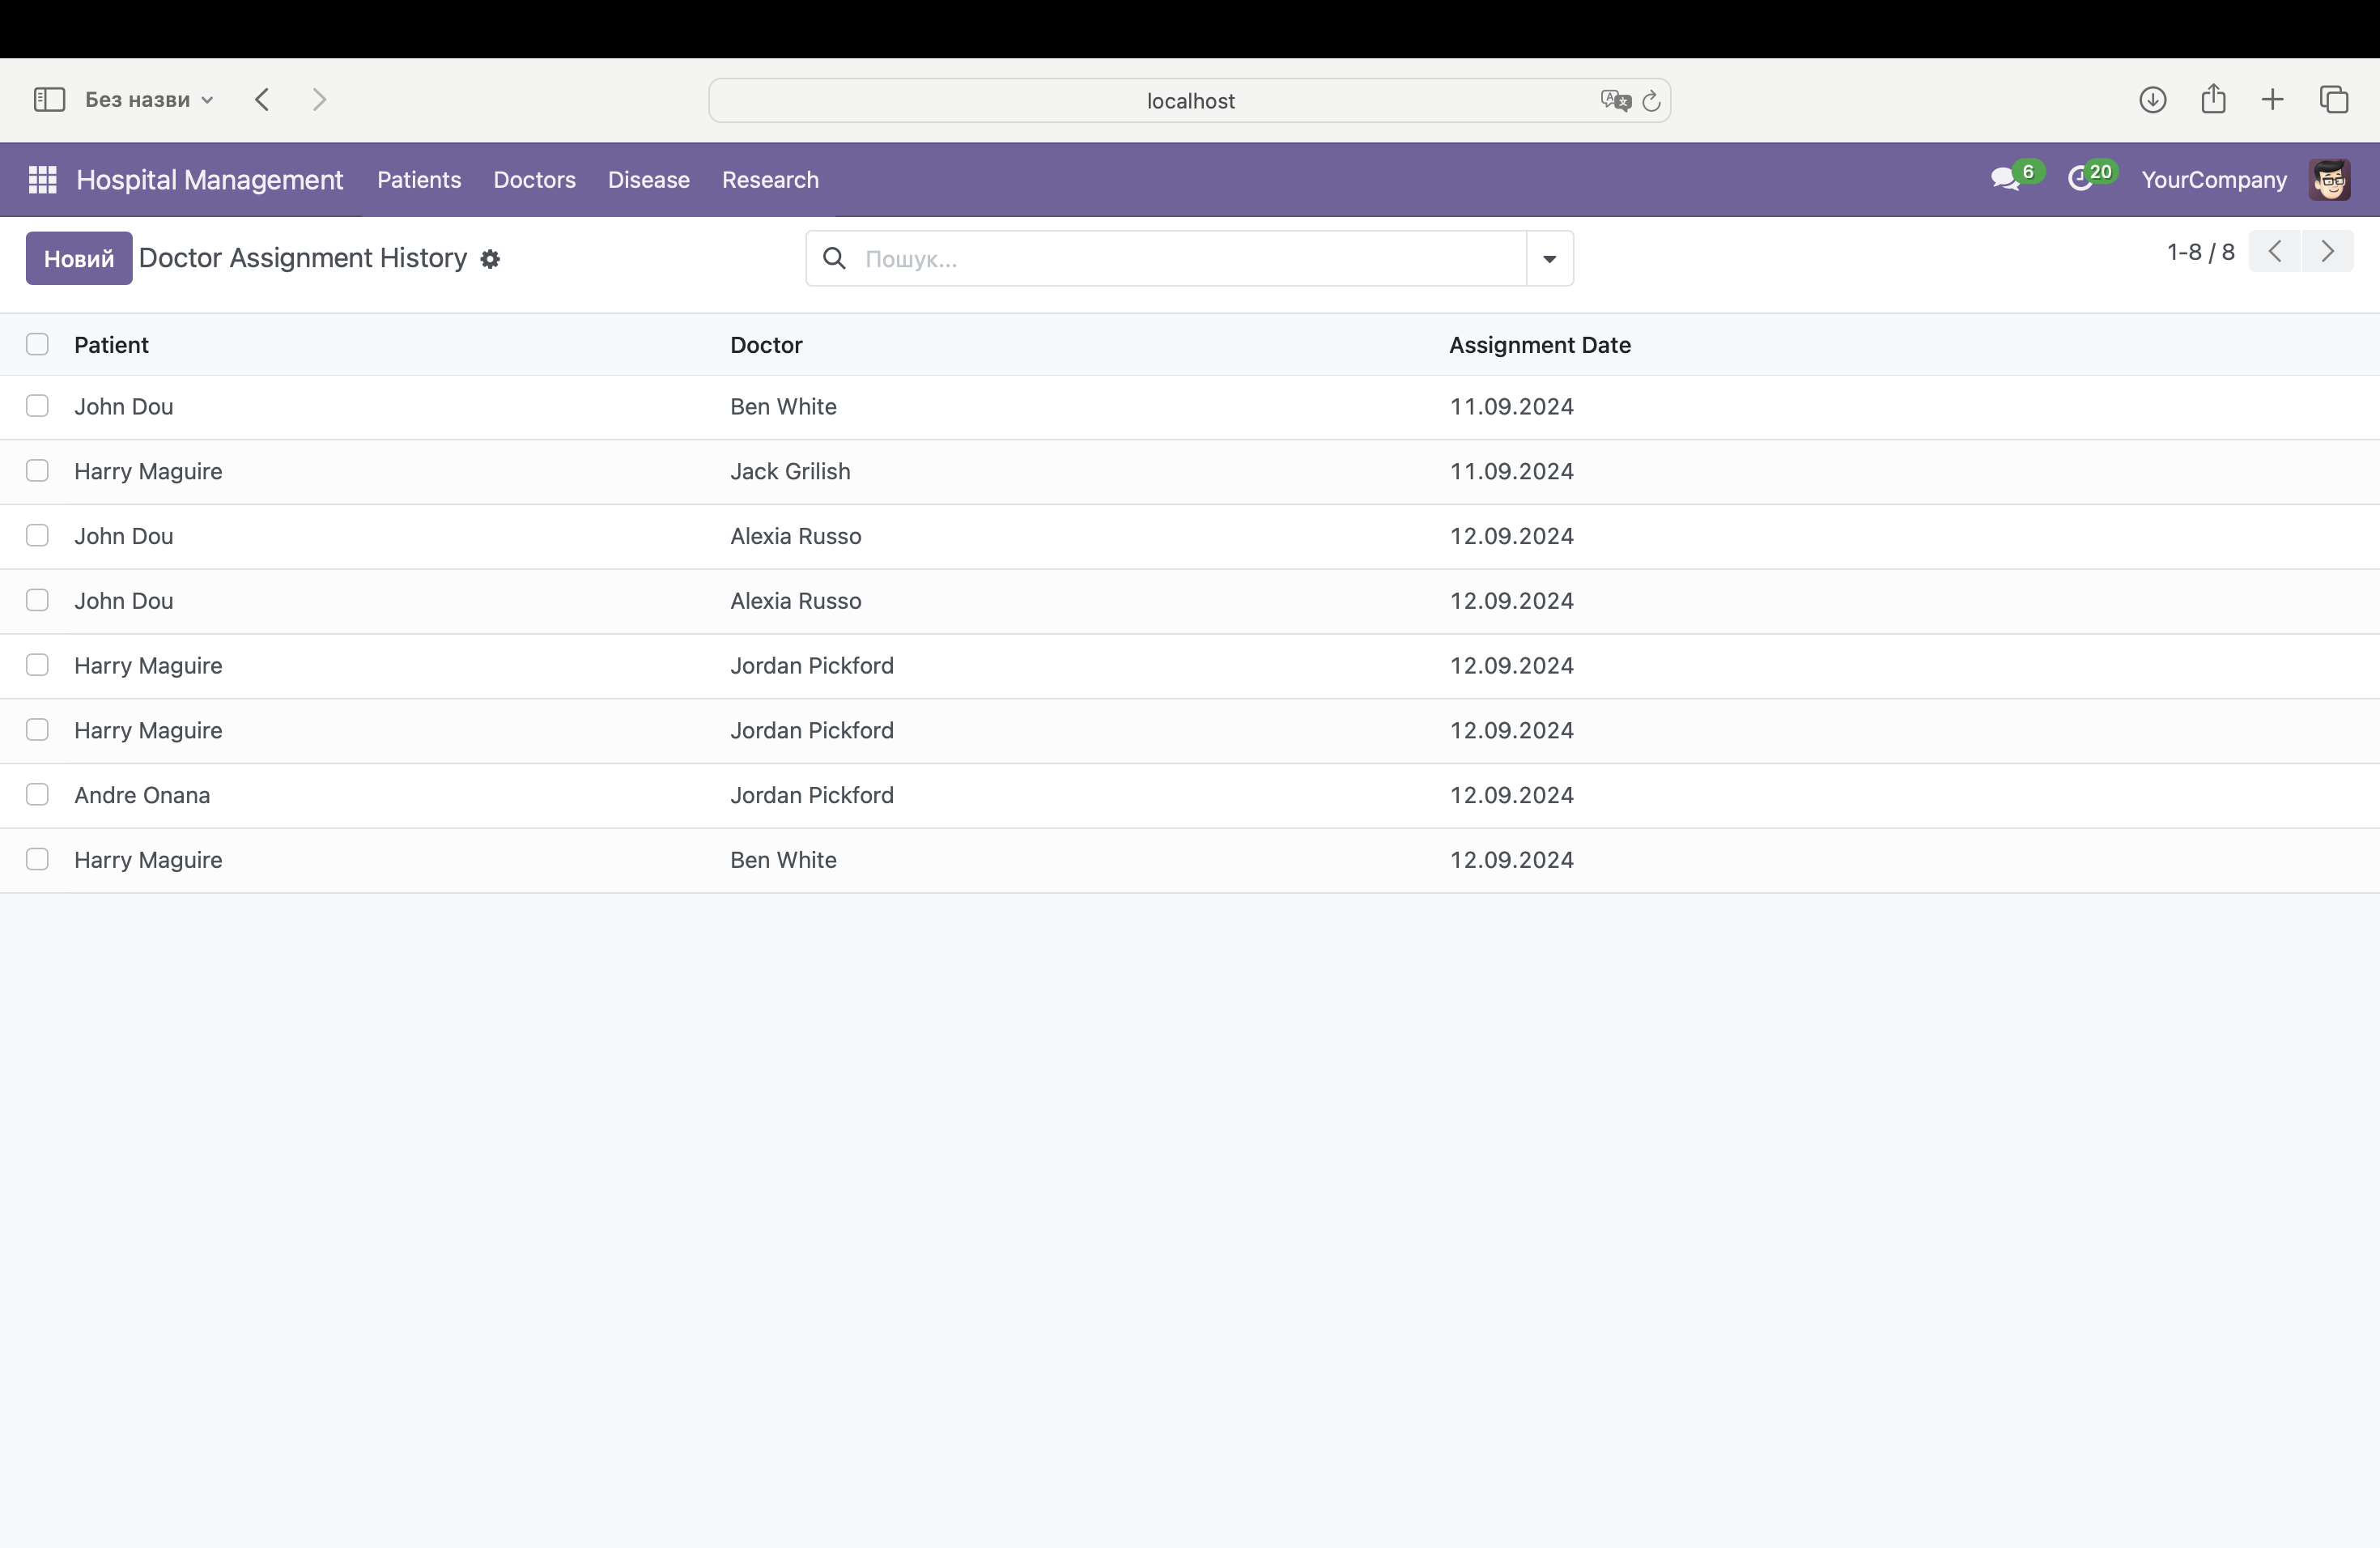 Без назви
localhost
Hospital Management Patients Doctors Disease Research 6 20 YourCompany
Новий Doctor Assignment History Пошук... 1-8 / 8
Patient Doctor Assignment Date
John Dou Ben White 11.09.2024
Harry Maguire Jack Grilish 11.09.2024
John Dou Alexia Russo 12.09.2024
John Dou Alexia Russo 12.09.2024
Harry Maguire Jordan Pickford 12.09.2024
Harry Maguire Jordan Pickford 12.09.2024
Andre Onana Jordan Pickford 12.09.2024
Harry Maguire Ben White 12.09.2024